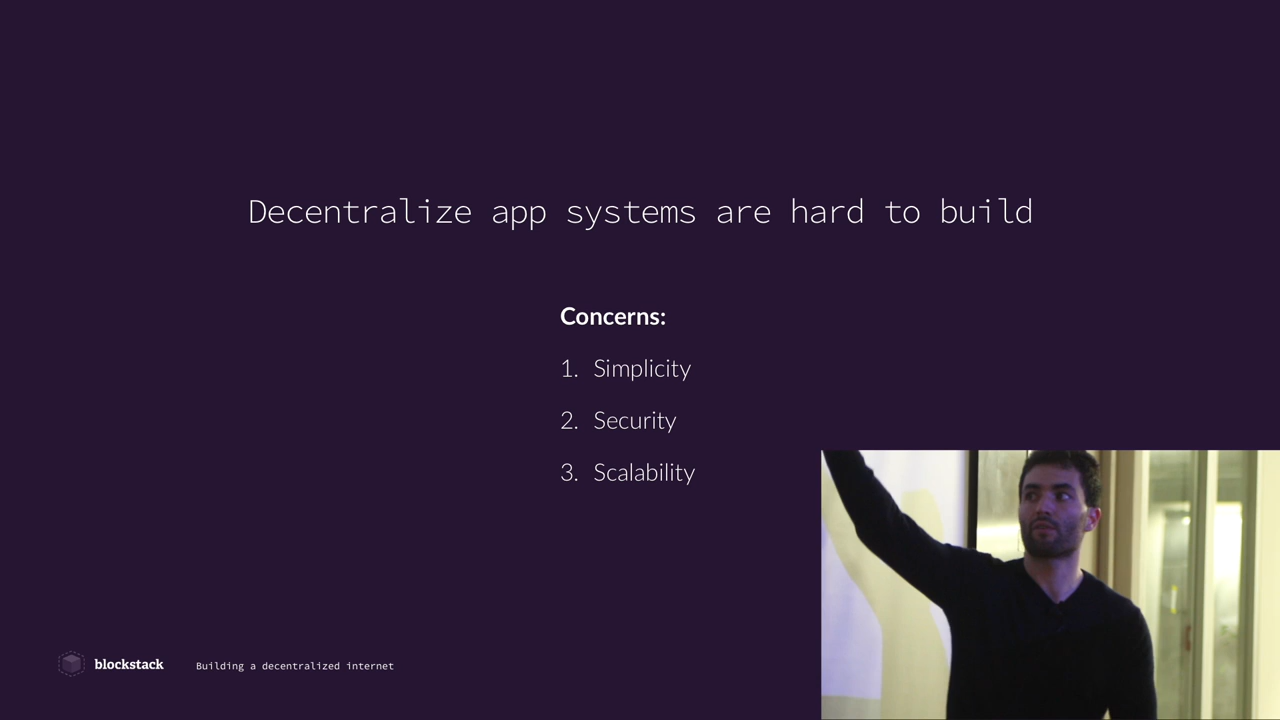 Decentralize app systems are hard to build
Concerns:
1. Simplicity
2. Security
3. Scalability
blockstack Building a decentralized internet